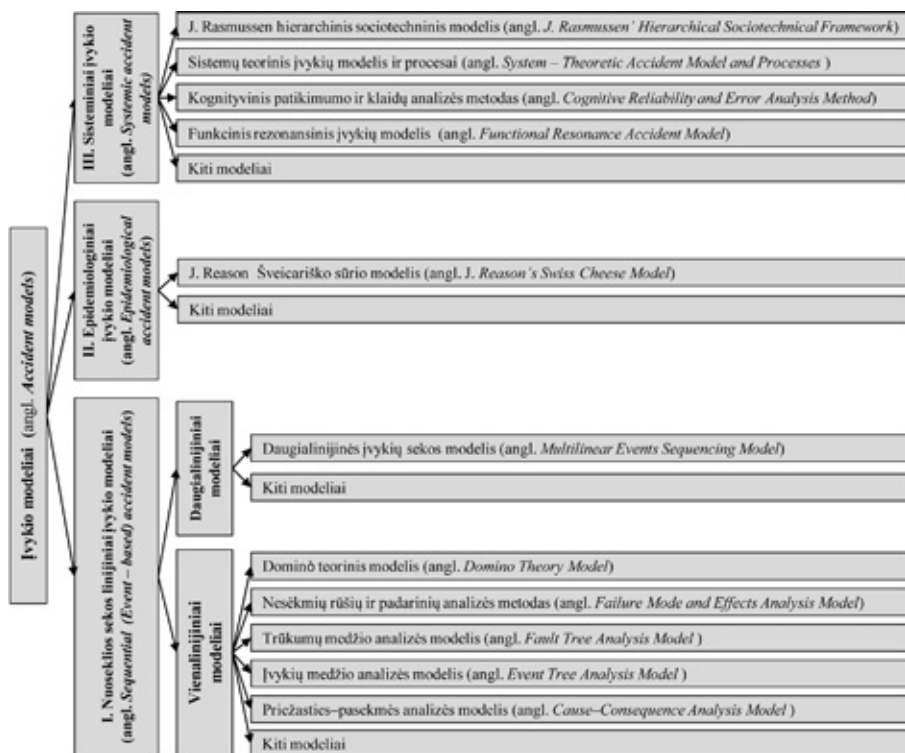 Įvykio modeliai (angl. Accident models)
III. Sisteminiai įvykio
modeliai
(angl. Systemic accident
models)
J. Rasmussen hierarchinis sociotechninis modelis (angl. J. Rasmussen' Hierarchical Sociotechnical Framework)
Sistemų teorinis įvykių modelis ir procesai (angl. System – Theoretic Accident Model and Processes )
Kognityvinis patikimumo ir klaidų analizės metodas (angl. Cognitive Reliability and Error Analysis Method)
Funkcinis rezonansinis įvykių modelis (angl. Functional Resonance Accident Model)
Kiti modeliai
II. Epidemiologiniai
įvykio modeliai
(angl. Epidemiological
accident models)
J. Reason Šveicariško sūrio modelis (angl. J. Reason's Swiss Cheese Model)
Kiti modeliai
I. Nuoseklios sekos linijiniai įvykio modeliai
(angl. Sequential (Event – based) accident models)
Daugialinijiniai
modeliai
Daugialinijinės įvykių sekos modelis (angl. Multilinear Events Sequencing Model)
Kiti modeliai
Vienalinijiniai
modeliai
Domino teorinis modelis (angl. Domino Theory Model)
Nesėkmių rūšių ir padarinių analizės metodas (angl. Failure Mode and Effects Analysis Model)
Trūkumų medžio analizės modelis (angl. Fault Tree Analysis Model )
Įvykių medžio analizės modelis (angl. Event Tree Analysis Model )
Priežasties–pasekmės analizės modelis (angl. Cause–Consequence Analysis Model )
Kiti modeliai